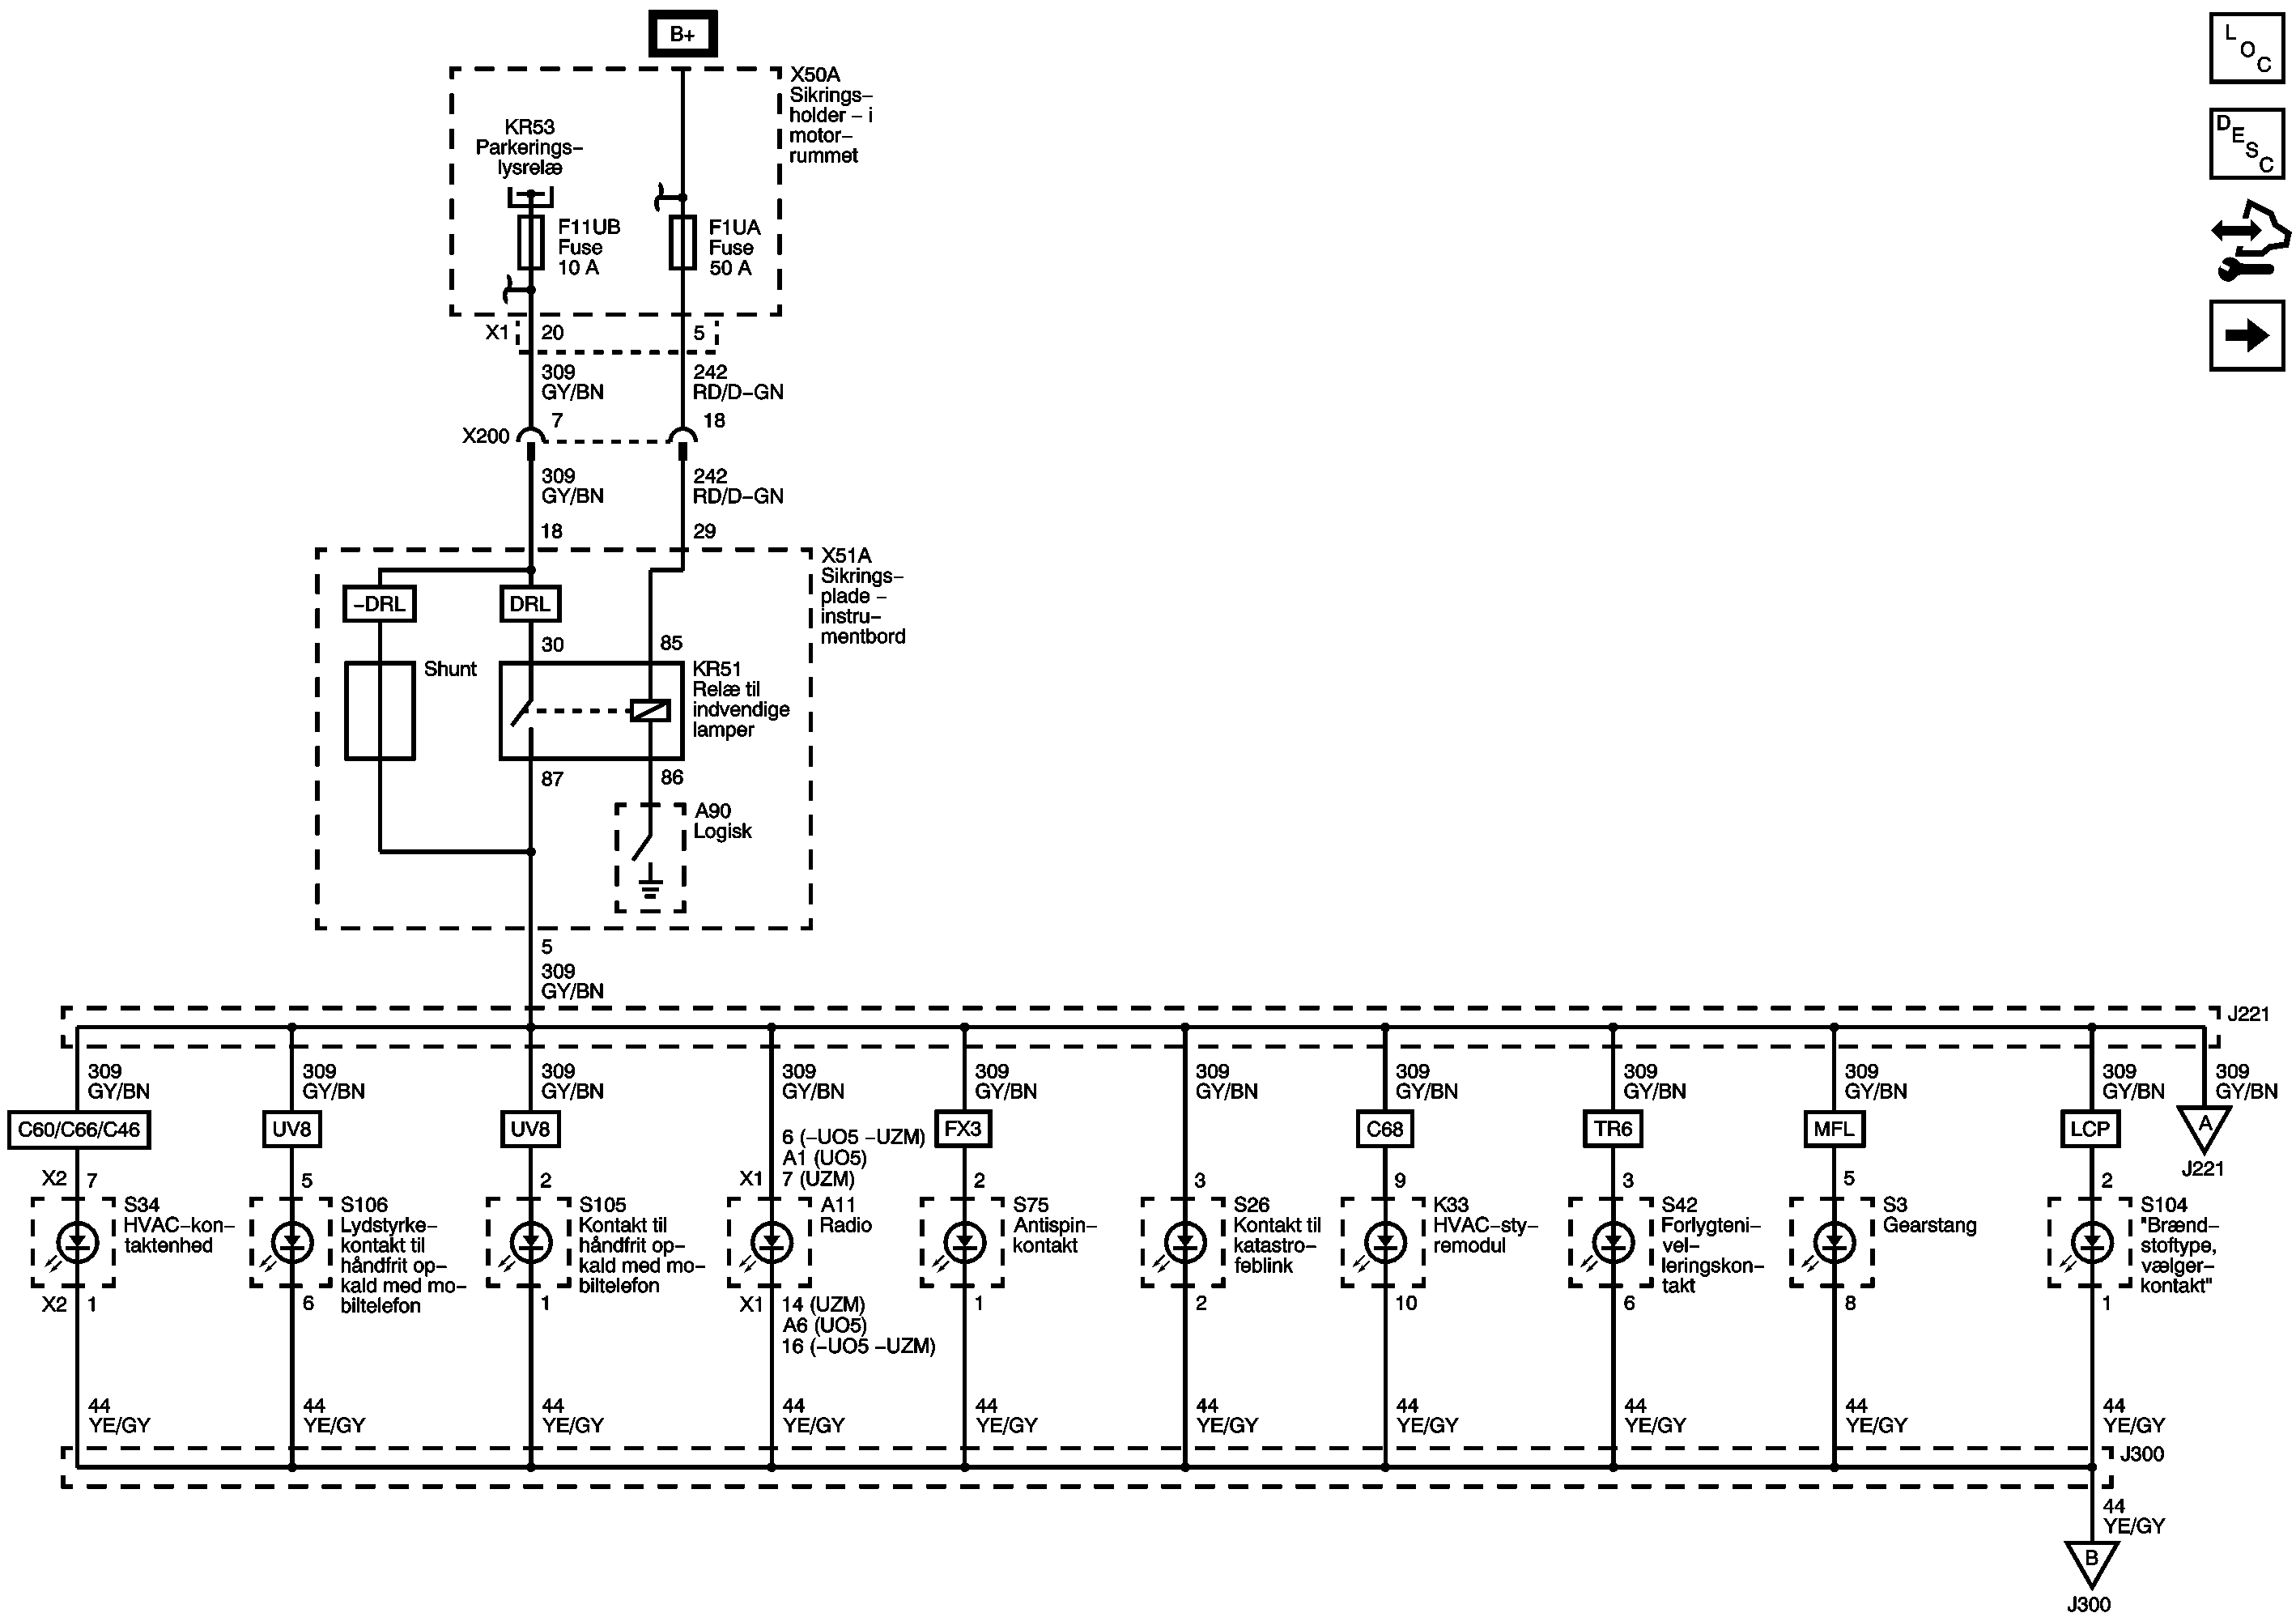 B+
L
O
C
D
E
S
C
X50A
Sikrings–
holder – i
motor–
rummet
KR53
Parkerings–
lysrelæ
F11UB
Fuse
10 A
F1UA
Fuse
50 A
X1
20
5
309
GY/BN
242
RD/D–GN
7
18
X200
309
GY/BN
242
RD/D–GN
18
29
X51A
Sikrings–
plade –
instru–
mentbord
–DRL
DRL
30
85
Shunt
KR51
Relæ til
indvendige
lamper
87
86
A90
Logisk
5
309
GY/BN
J221
309
GY/BN
309
GY/BN
309
GY/BN
309
GY/BN
309
GY/BN
309
GY/BN
309
GY/BN
309
GY/BN
309
GY/BN
309
GY/BN
309
GY/BN
C60/C66/C46
UV8
UV8
6 (–UO5 –UZM)
A1 (UO5)
X1 7 (UZM)
FX3
C68
TR6
MFL
LCP
A
J221
X2 7
5
2
2
3
9
3
5
2
S34
HVAC–kon–
taktenhed
S106
Lydstyrke–
kontakt til
håndfrit op–
kald med mo–
biltelefon
S105
Kontakt til
håndfrit op–
kald med mo–
biltelefon
A11
Radio
S75
Antispin–
kontakt
S26
Kontakt til
katastro–
feblink
K33
HVAC–sty–
remodul
S42
Forlygteni–
vel–
leringskon–
takt
S3
Gearstang
S104
"Brænd–
stoftype,
vælger–
kontakt"
X2 1
6
1
X1 14 (UZM)
A6 (UO5)
16 (–UO5 –UZM)
1
2
10
6
8
1
44
YE/GY
44
YE/GY
44
YE/GY
44
YE/GY
44
YE/GY
44
YE/GY
44
YE/GY
44
YE/GY
44
YE/GY
44
YE/GY
J300
44
YE/GY
B
J300